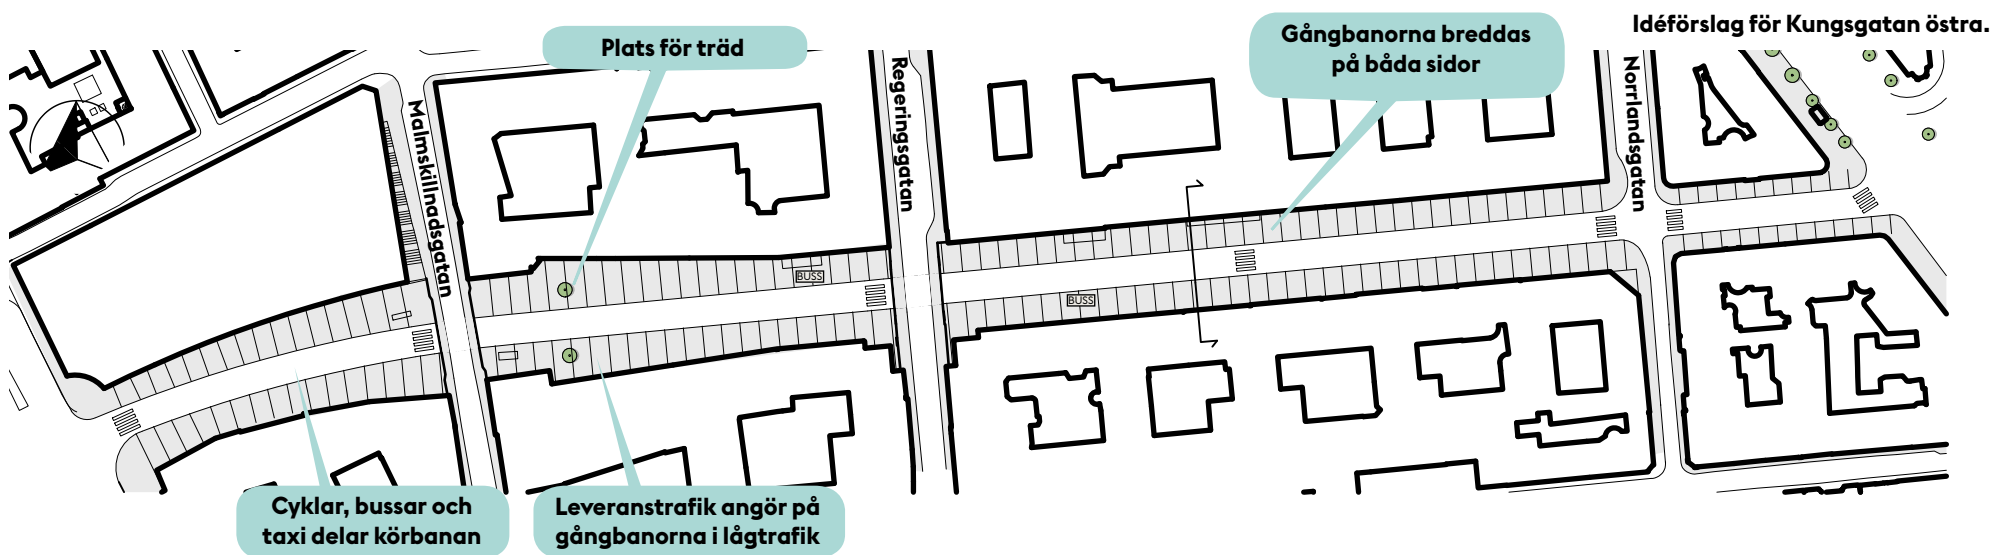 Idéförslag för Kungsgatan östra.
Plats för träd
Gångbanorna breddas
på båda sidor
Malmskillnadsgatan
Regeringsgatan
Norrlandsgatan
BUSS
BUSS
Cyklar, bussar och
taxi delar körbanan
Leveranstrafik angör på
gångbanorna i lågtrafik